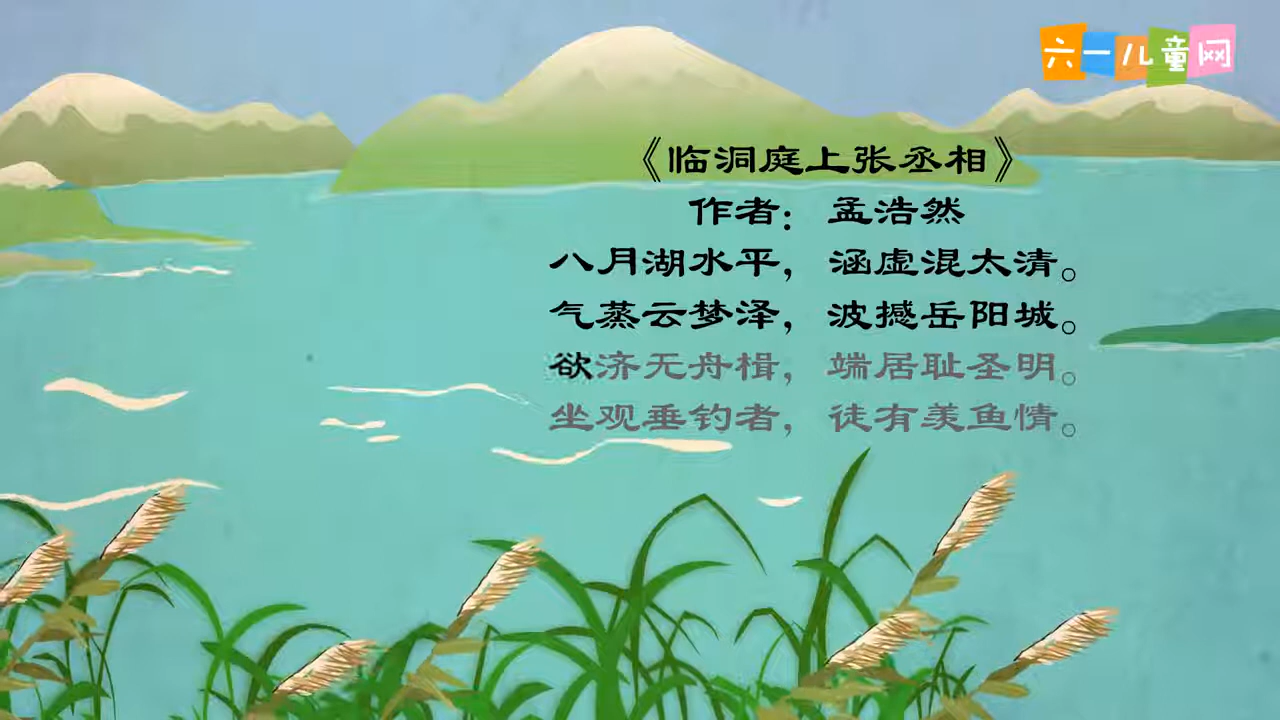 六一儿童网
《临洞庭上张丞相》
作者：孟浩然
八月湖水平，涵虚混太清。
气蒸云梦泽，波撼岳阳城。
欲济无舟楫，端居耻圣明。
坐观垂钓者，徒有羡鱼情。